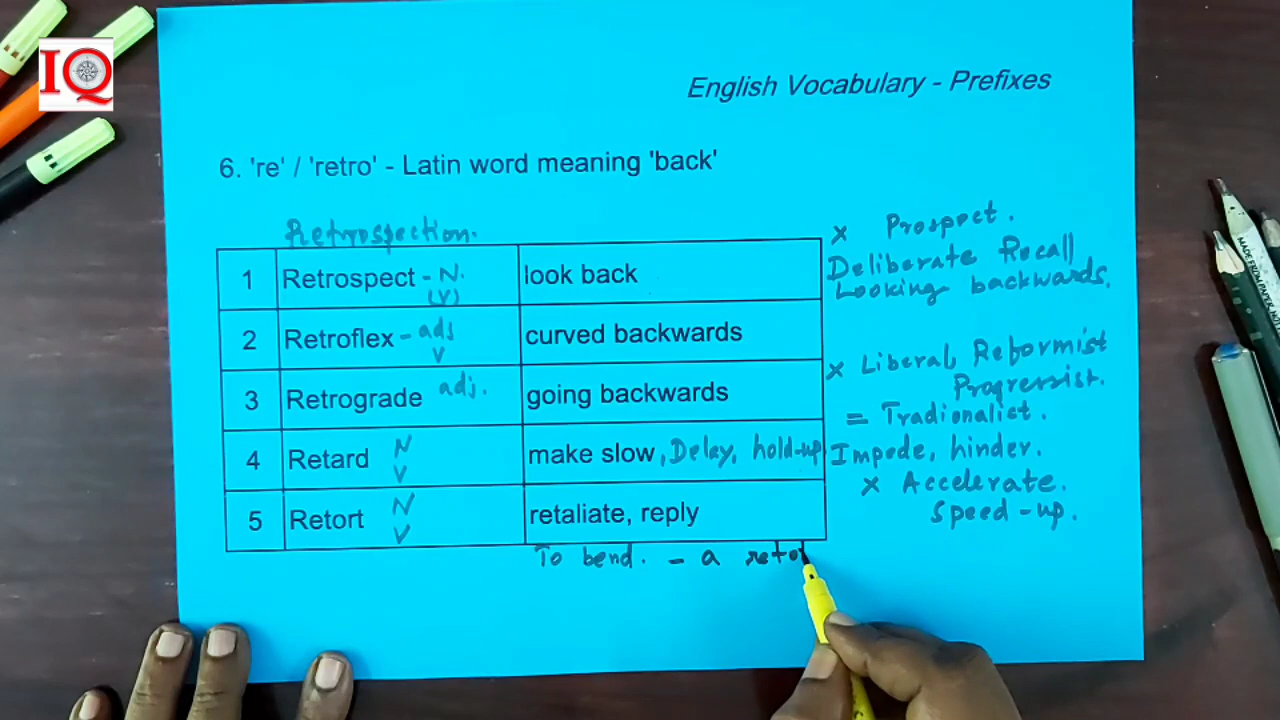 IQ
English Vocabulary - Prefixes
6. 're' / 'retro' - Latin word meaning 'back'
Retrospection.
× Prospect.
Deliberate Recall
Looking backwards.
1 Retrospect - N. (V) look back
2 Retroflex - adj V curved backwards
× Liberal, Reformist
Progressist.
3 Retrograde adj. going backwards
= Tradionalist.
4 Retard N V make slow, Delay, hold-up Impede, hinder.
× Accelerate.
Speed-up.
5 Retort N V retaliate, reply
To bend. - a reto